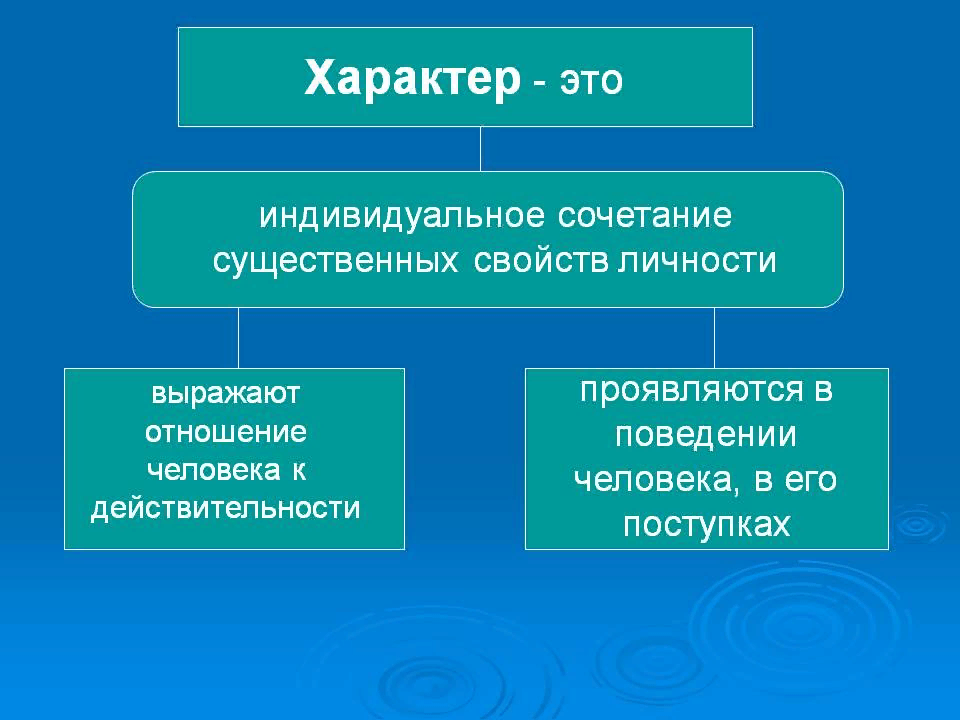 Характер - это
индивидуальное сочетание
существенных свойств личности
выражают
отношение
человека к
действительности
проявляются в
поведении
человека, в его
поступках